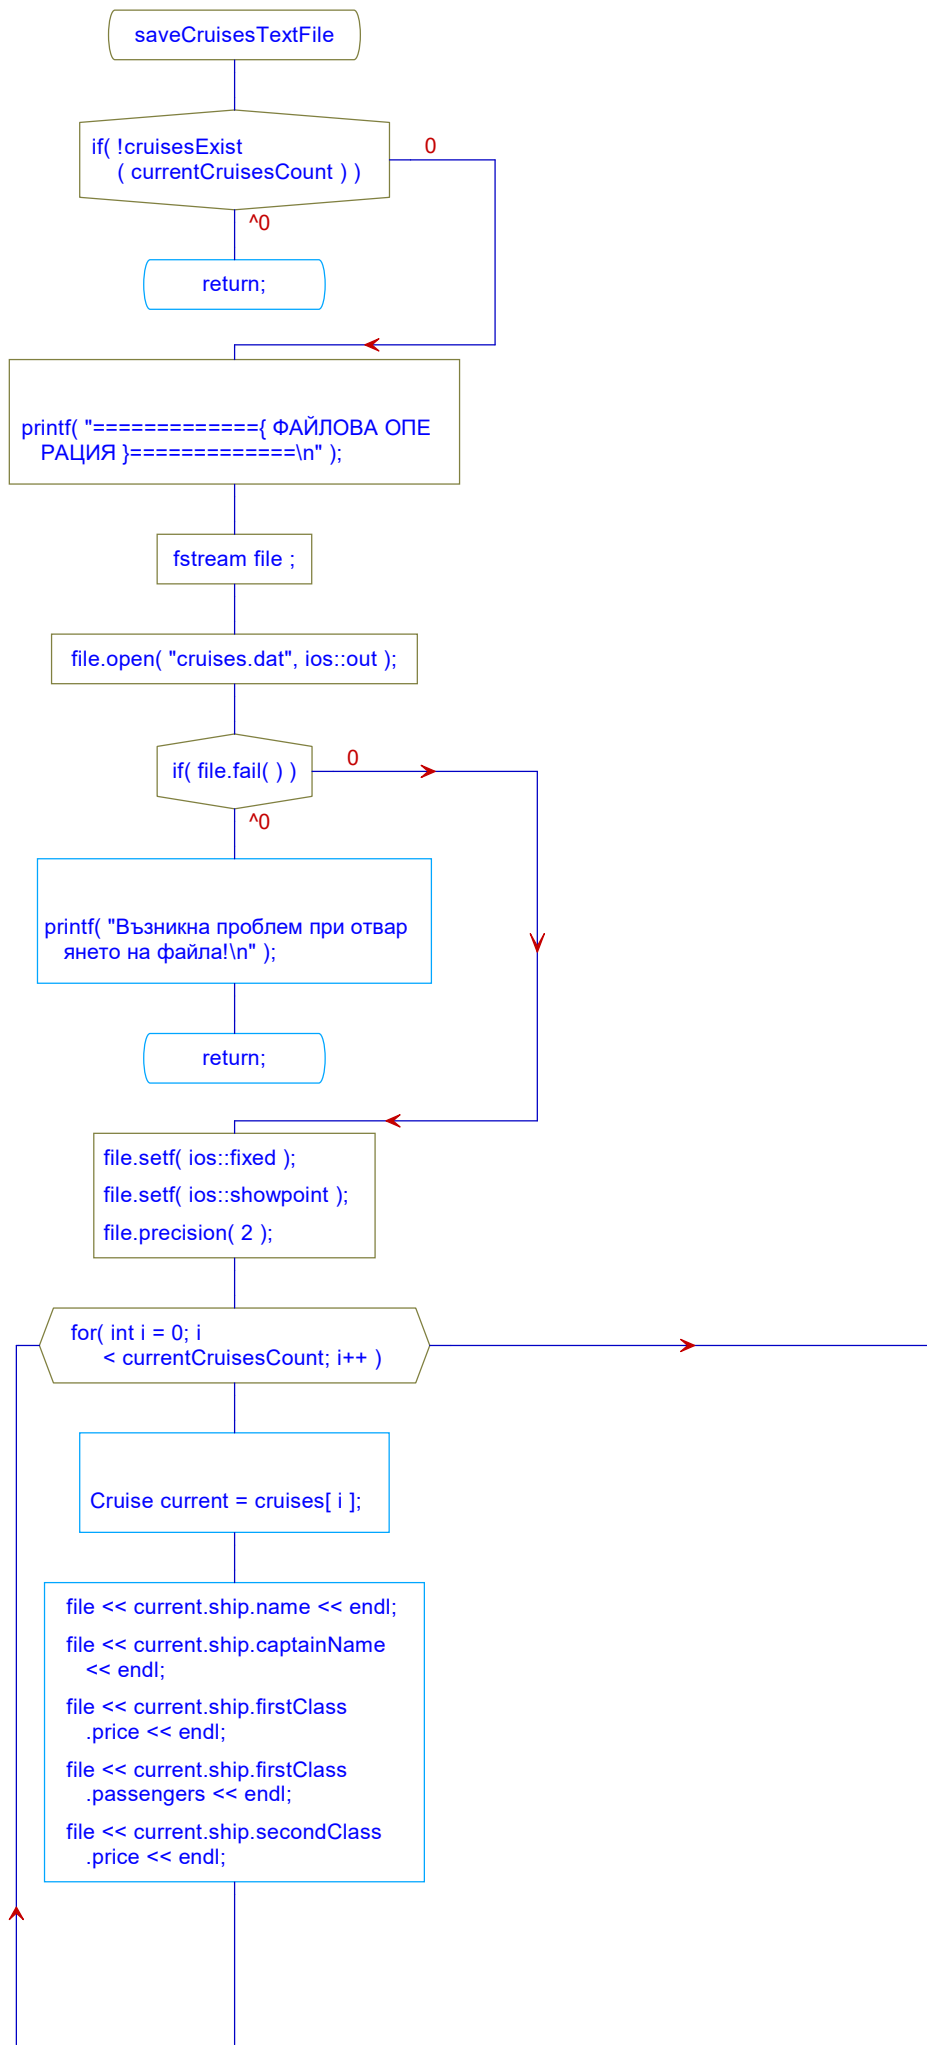 saveCruisesTextFile
if( !cruisesExist
( currentCruisesCount ) )
0
^0
return;
printf( "============={ ФАЙЛОВА ОПЕ
РАЦИЯ }=============\n" );
fstream file ;
file.open( "cruises.dat", ios::out );
if( file.fail( ) )
0
^0
printf( "Възникна проблем при отвар
янето на файла!\n" );
return;
file.setf( ios::fixed );
file.setf( ios::showpoint );
file.precision( 2 );
for( int i = 0; i
< currentCruisesCount; i++ )
Cruise current = cruises[ i ];
file << current.ship.name << endl;
file << current.ship.captainName
<< endl;
file << current.ship.firstClass
.price << endl;
file << current.ship.firstClass
.passengers << endl;
file << current.ship.secondClass
.price << endl;